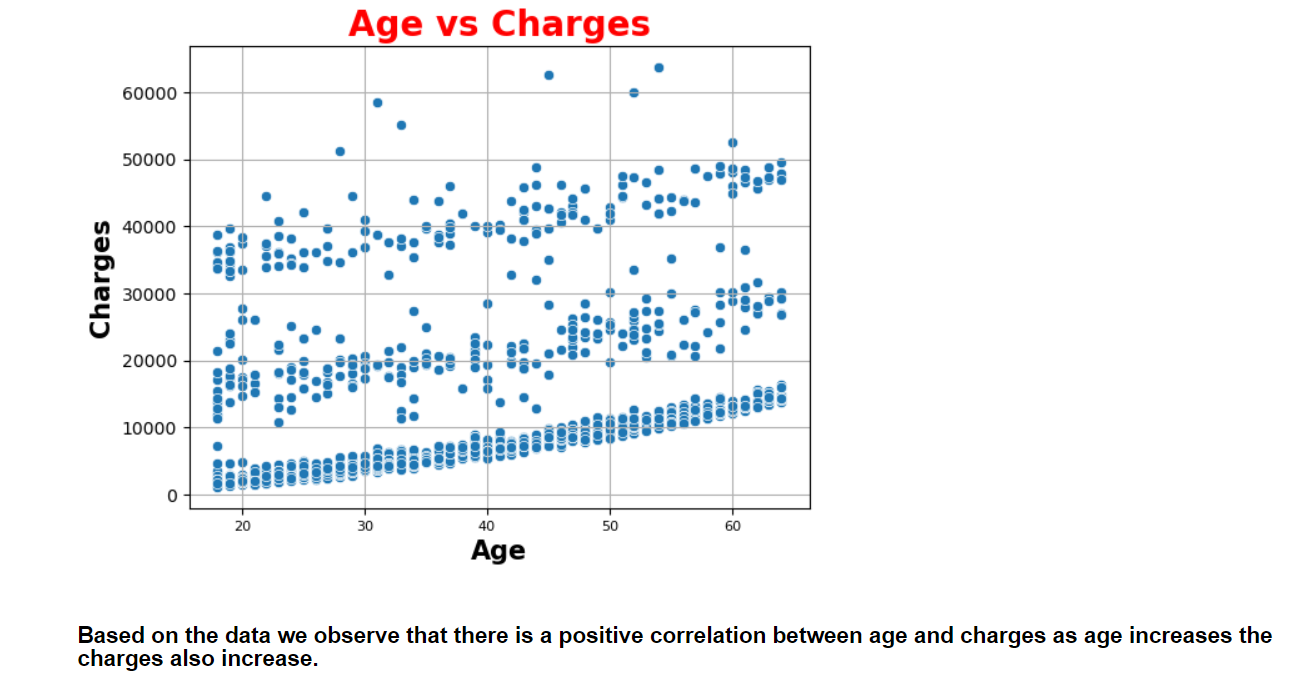 Age vs Charges
60000
50000
40000
30000
20000
10000
0
Charges
20 30 40 50 60
Age
Based on the data we observe that there is a positive correlation between age and charges as age increases the
charges also increase.